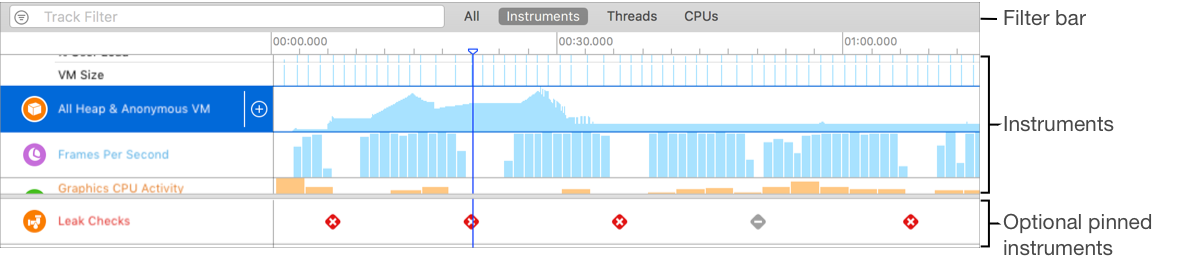 Track Filter All Instruments Threads CPUs Filter bar
00:00.000 00:30.000 01:00.000
VM Size
All Heap & Anonymous VM
Instruments
Frames Per Second
Graphics CPU Activity
Leak Checks
Optional pinned
instruments